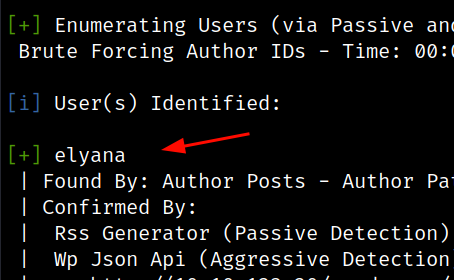 [+] Enumerating Users (via Passive and
Brute Forcing Author IDs - Time: 00:0
[i] User(s) Identified:
[+] elyana
| Found By: Author Posts - Author Pat
| Confirmed By:
| Rss Generator (Passive Detection)
| Wp Json Api (Aggressive Detection